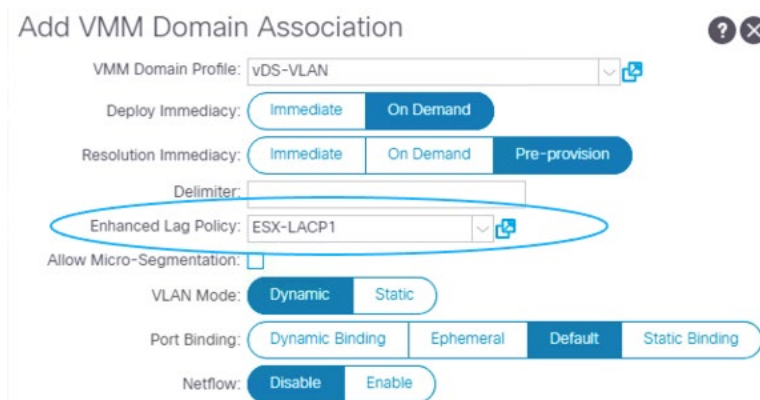 Add VMM Domain Association
VMM Domain Profile: vDS-VLAN
Deploy Immediacy: Immediate On Demand
Resolution Immediacy: Immediate On Demand Pre-provision
Delimiter:
Enhanced Lag Policy: ESX-LACP1
Allow Micro-Segmentation:
VLAN Mode: Dynamic Static
Port Binding: Dynamic Binding Ephemeral Default Static Binding
Netflow: Disable Enable